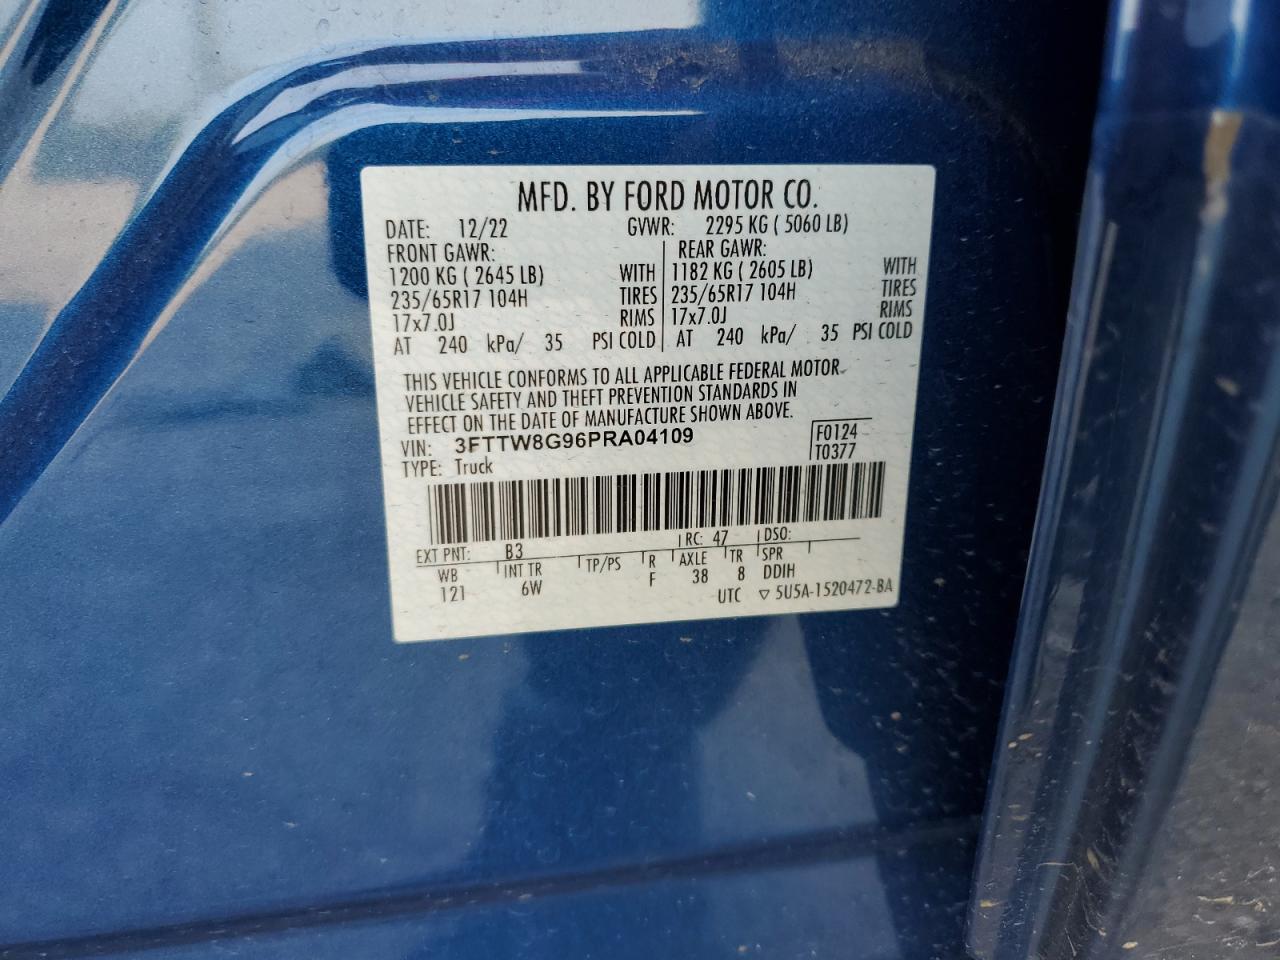 MFD. BY FORD MOTOR CO.
DATE: 12/22 GVWR: 2295 KG ( 5060 LB)
FRONT GAWR: REAR GAWR:
1200 KG ( 2645 LB) WITH 1182 KG ( 2605 LB) WITH
235/65R17 104H TIRES 235/65R17 104H TIRES
17x7.0J RIMS 17x7.0J RIMS
AT 240 kPa/ 35 PSI COLD AT 240 kPa/ 35 PSI COLD
THIS VEHICLE CONFORMS TO ALL APPLICABLE FEDERAL MOTOR
VEHICLE SAFETY AND THEFT PREVENTION STANDARDS IN
EFFECT ON THE DATE OF MANUFACTURE SHOWN ABOVE.
VIN: 3FTTW8G96PRA04109 F0124
TYPE: Truck T0377
EXT PNT: B3 RC: 47 DSO:
WB INT TR TP/PS R AXLE TR SPR
121 6W F 38 8 DDIH
UTC ▽ 5U5A-1520472-BA